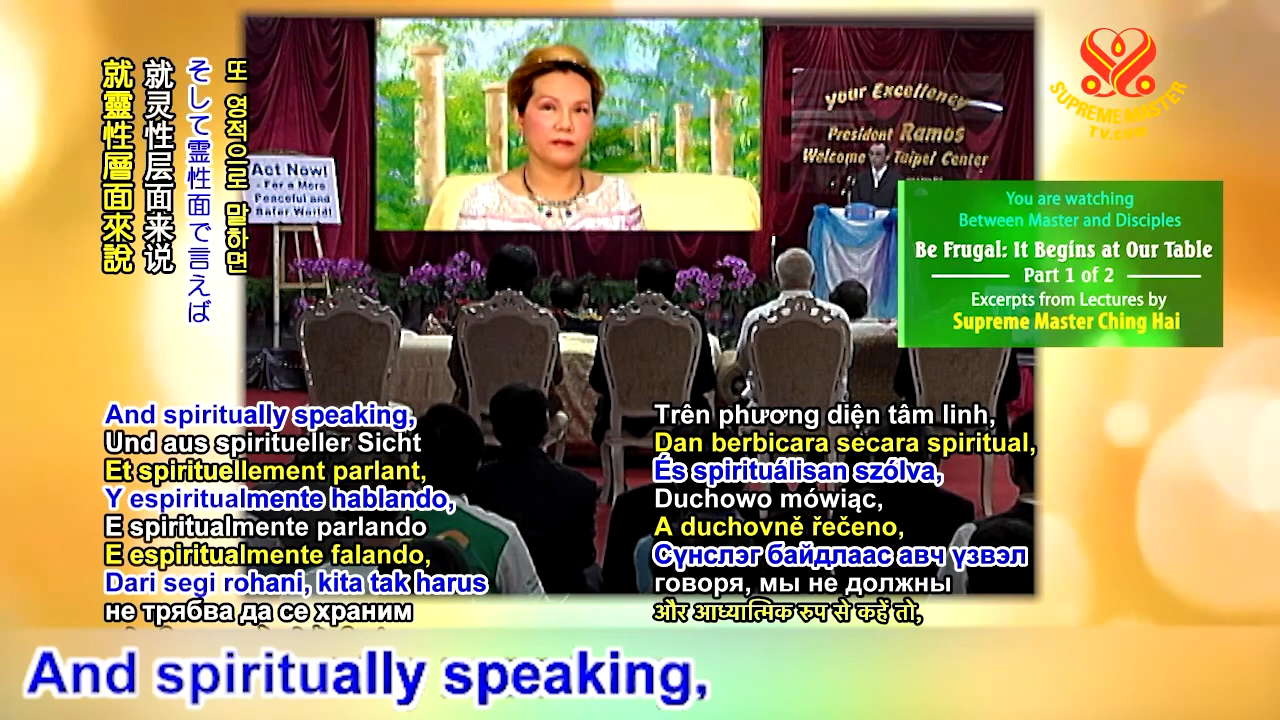 就靈性層面來說
就灵性层面来说
そして霊性面で言えば
또 영적으로 말하면
Act Now!
- For a More
Peaceful and
Safer World!
your Excellency
President Ramos
Welcome
Taipei Center
SUPREME MASTER
TV.com
You are watching
Between Master and Disciples
Be Frugal: It Begins at Our Table
Part 1 of 2
Excerpts from Lectures by
Supreme Master Ching Hai
And spiritually speaking,
Und aus spiritueller Sicht
Et spirituellement parlant,
Y espiritualmente hablando,
E spiritualmente parlando
E espiritualmente falando,
Dari segi rohani, kita tak harus
не трябва да се храним
Trên phương diện tâm linh,
Dan berbicara secara spiritual,
És spirituálisan szólva,
Duchowo mówiąc,
A duchovně řečeno,
Сүнслэг байдлаас авч үзвэл
говоря, мы не должны
और आध्यात्मिक रुप से कहें तो,
And spiritually speaking,